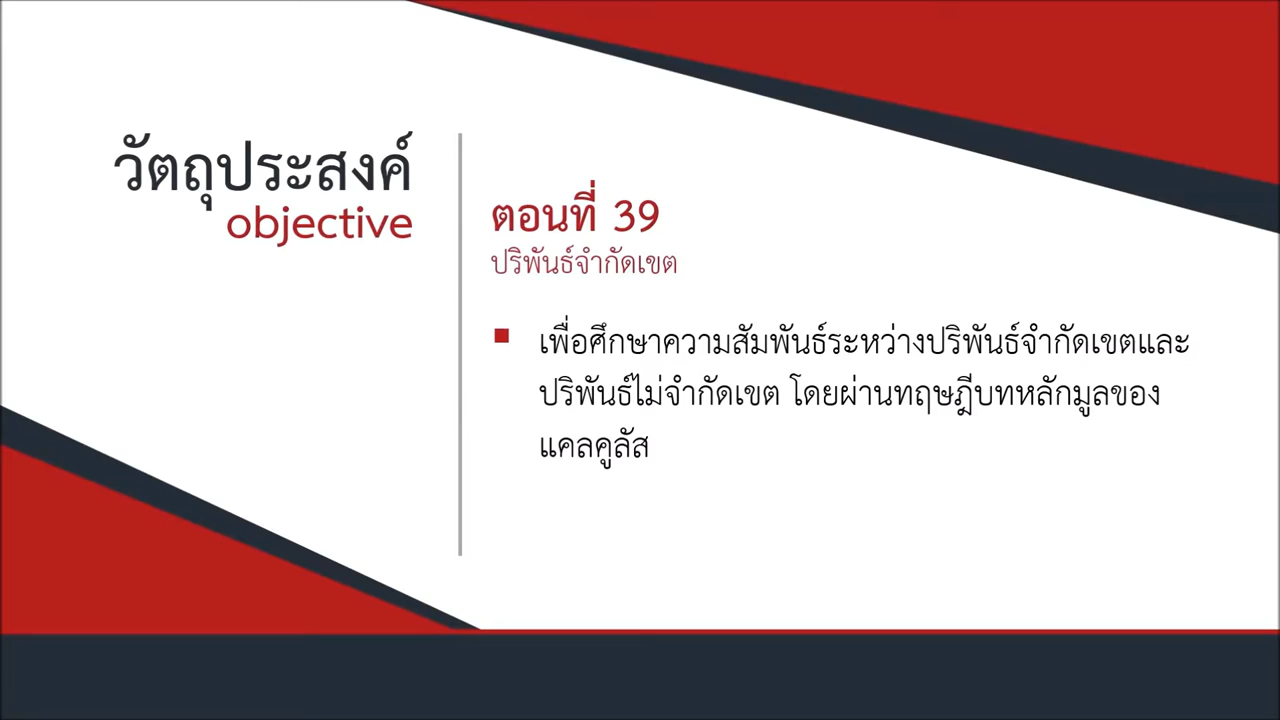 วัตถุประสงค์
objective
ตอนที่ 39
ปริพันธ์จำกัดเขต
เพื่อศึกษาความสัมพันธ์ระหว่างปริพันธ์จำกัดเขตและ
ปริพันธ์ไม่จำกัดเขต โดยผ่านทฤษฎีบทหลักมูลของ
แคลคูลัส